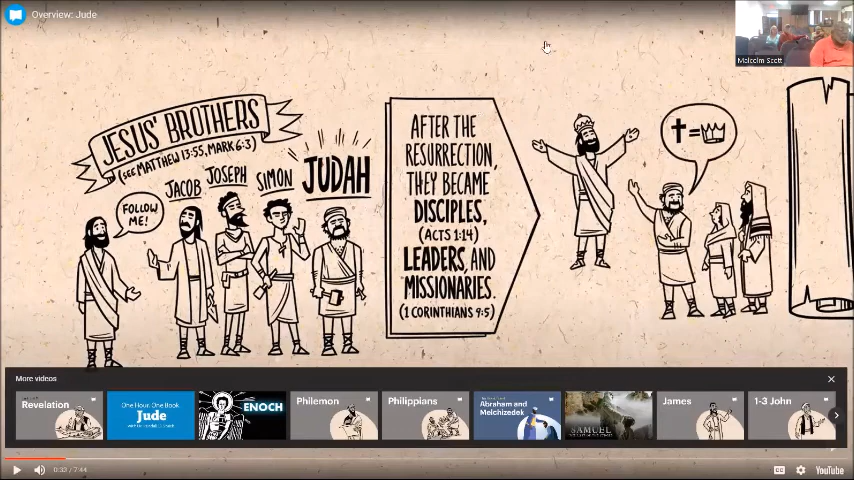 Overview: Jude
Malcolm Scott
JESUS' BROTHERS
(SEE MATTHEW 13:55, MARK 6:3)
FOLLOW
ME!
JACOB
JOSEPH
SIMON
JUDAH
AFTER THE
RESURRECTION,
THEY BECAME
DISCIPLES,
(ACTS 1:14)
LEADERS, AND
MISSIONARIES.
(1 CORINTHIANS 9:5)
More videos
Revelation
One Hour. One Book
Jude
ENOCH
Philemon
Philippians
Abraham and
Melchizedek
SAMUEL
James
1-3 John
0:32 / 7:44
CC
YouTube